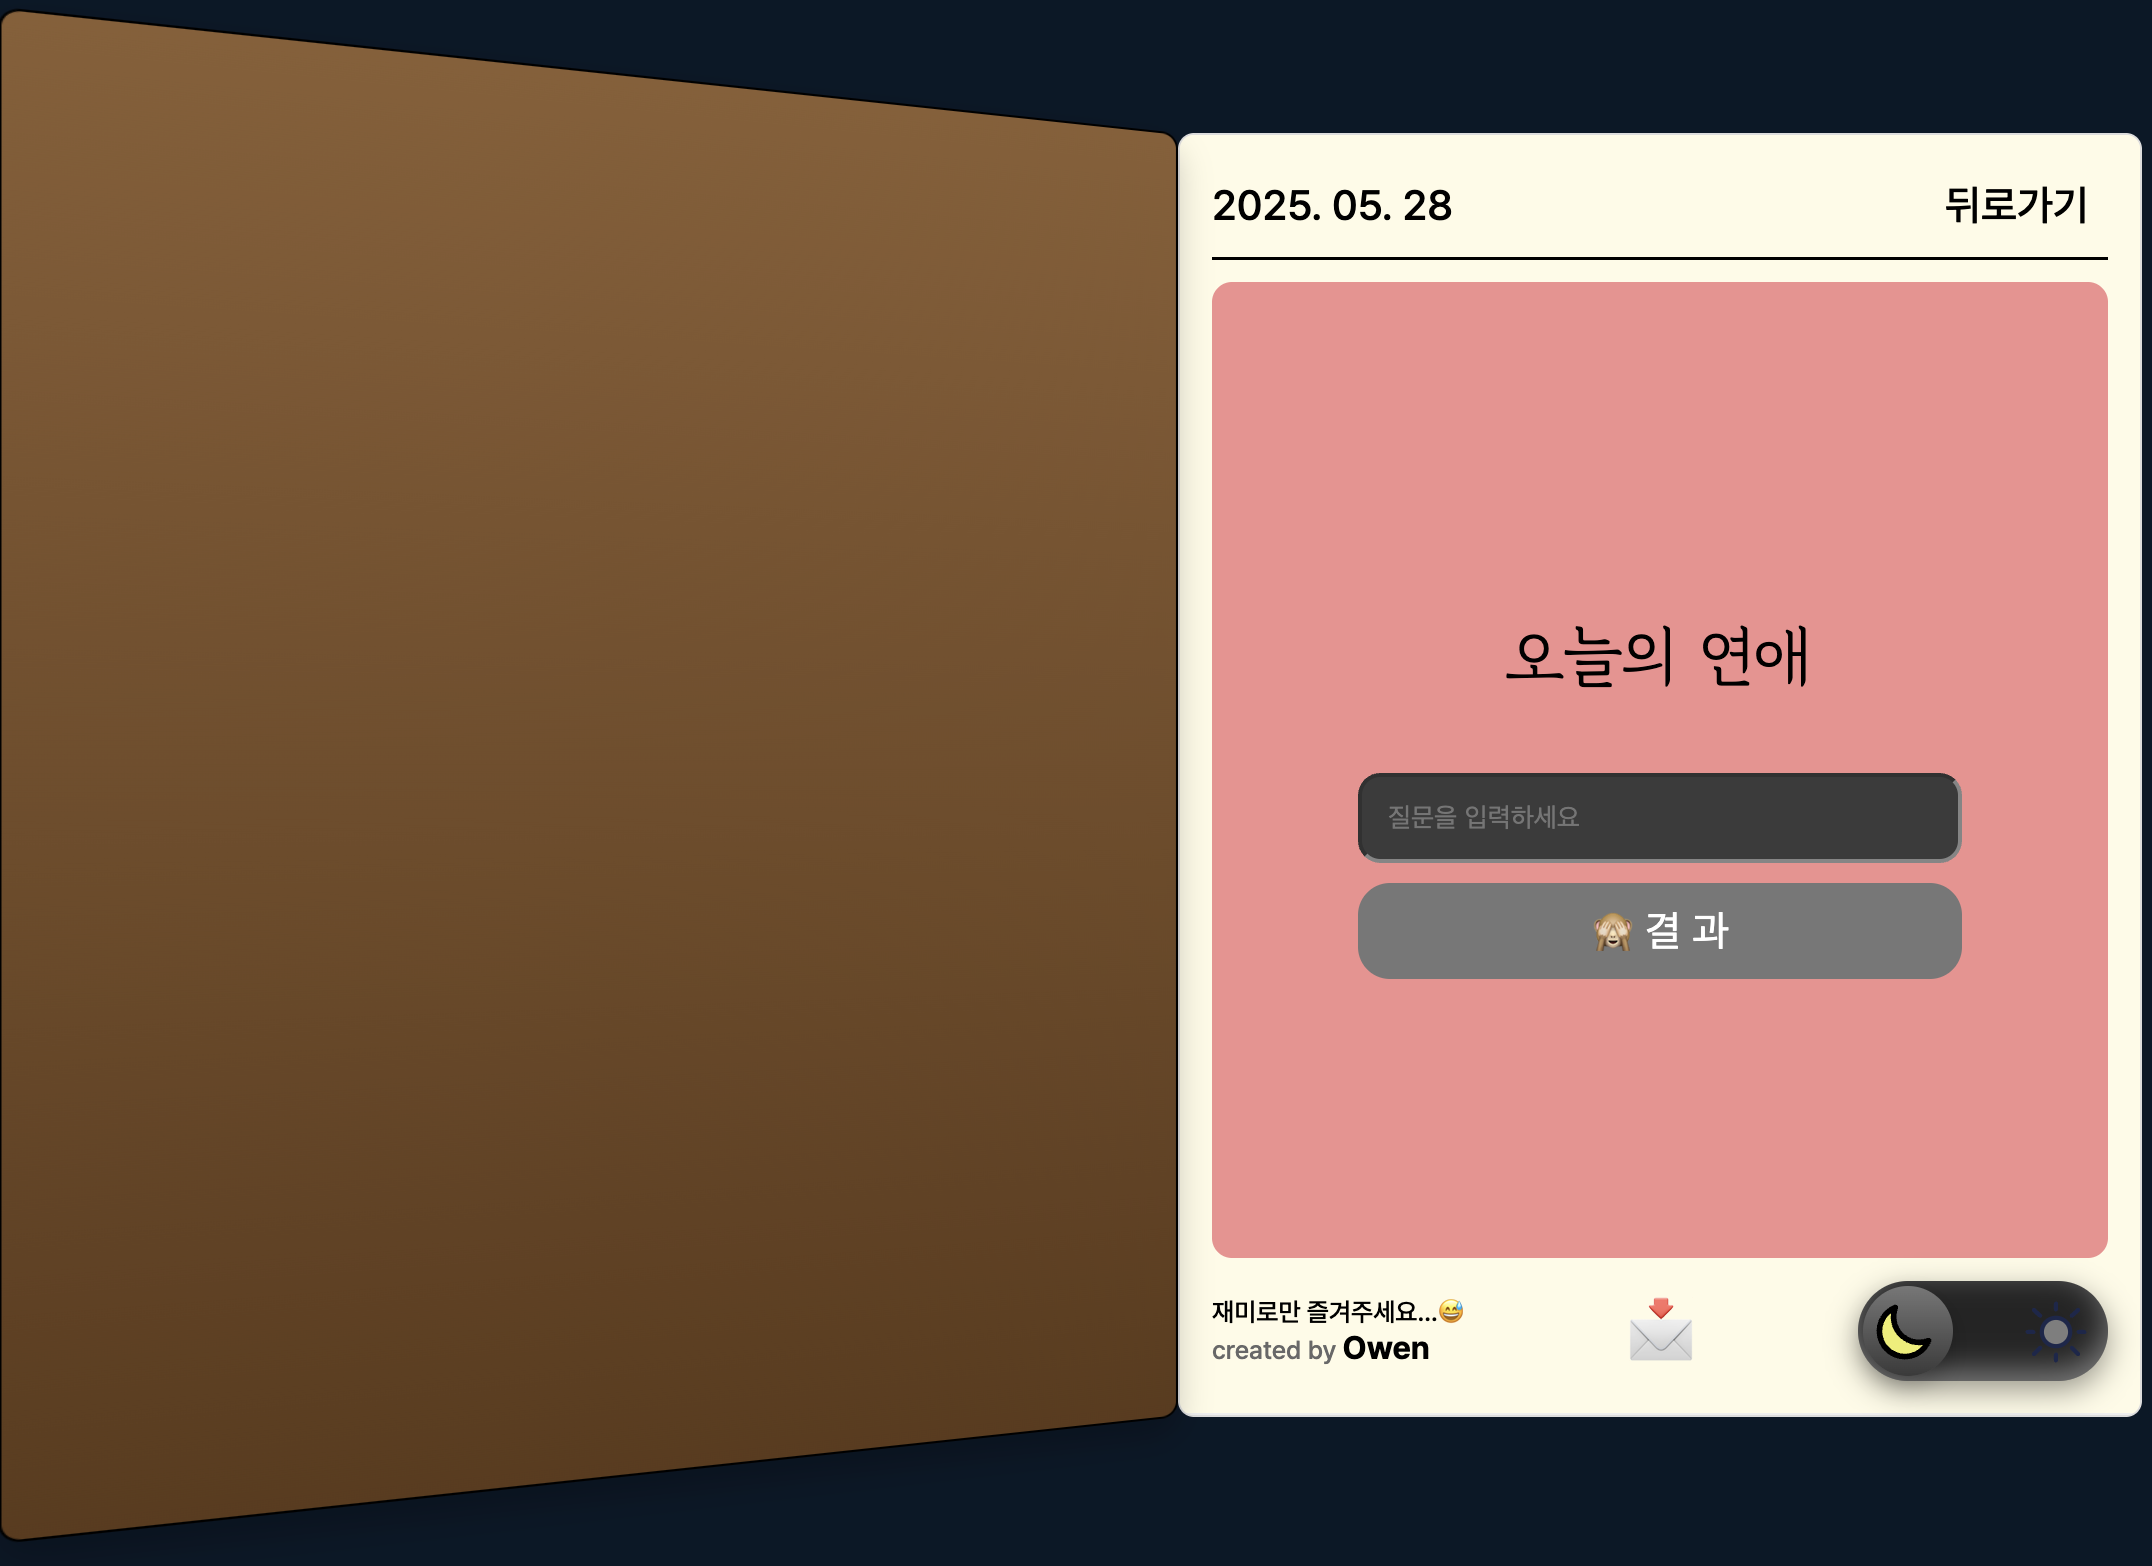 2025. 05. 28
뒤로가기
오늘의 연애
질문을 입력하세요
🙈 결 과
재미로만 즐겨주세요...😅
created by Owen